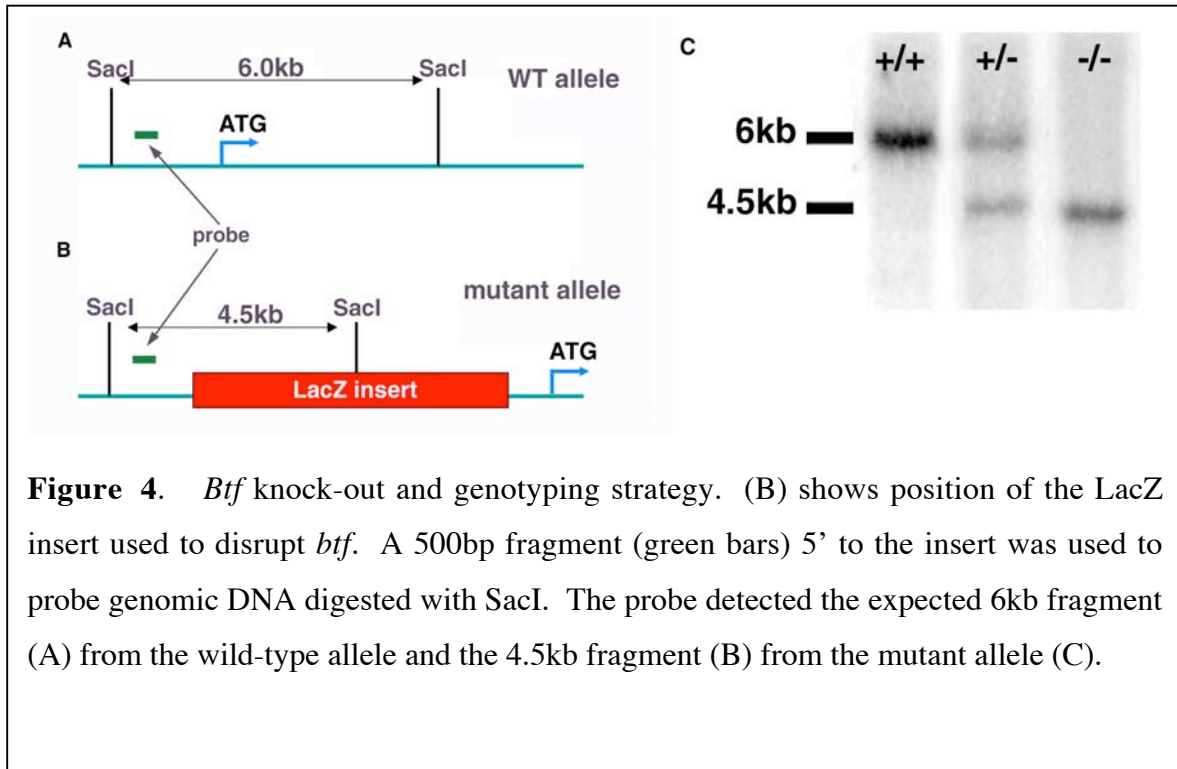 A
SacI 6.0kb SacI
WT allele
ATG
probe
B
mutant allele
SacI 4.5kb SacI
ATG
LacZ insert
C
+/+ +/- -/-
6kb
4.5kb
Figure 4. Btf knock-out and genotyping strategy. (B) shows position of the LacZ
insert used to disrupt btf. A 500bp fragment (green bars) 5’ to the insert was used to
probe genomic DNA digested with SacI. The probe detected the expected 6kb fragment
(A) from the wild-type allele and the 4.5kb fragment (B) from the mutant allele (C).